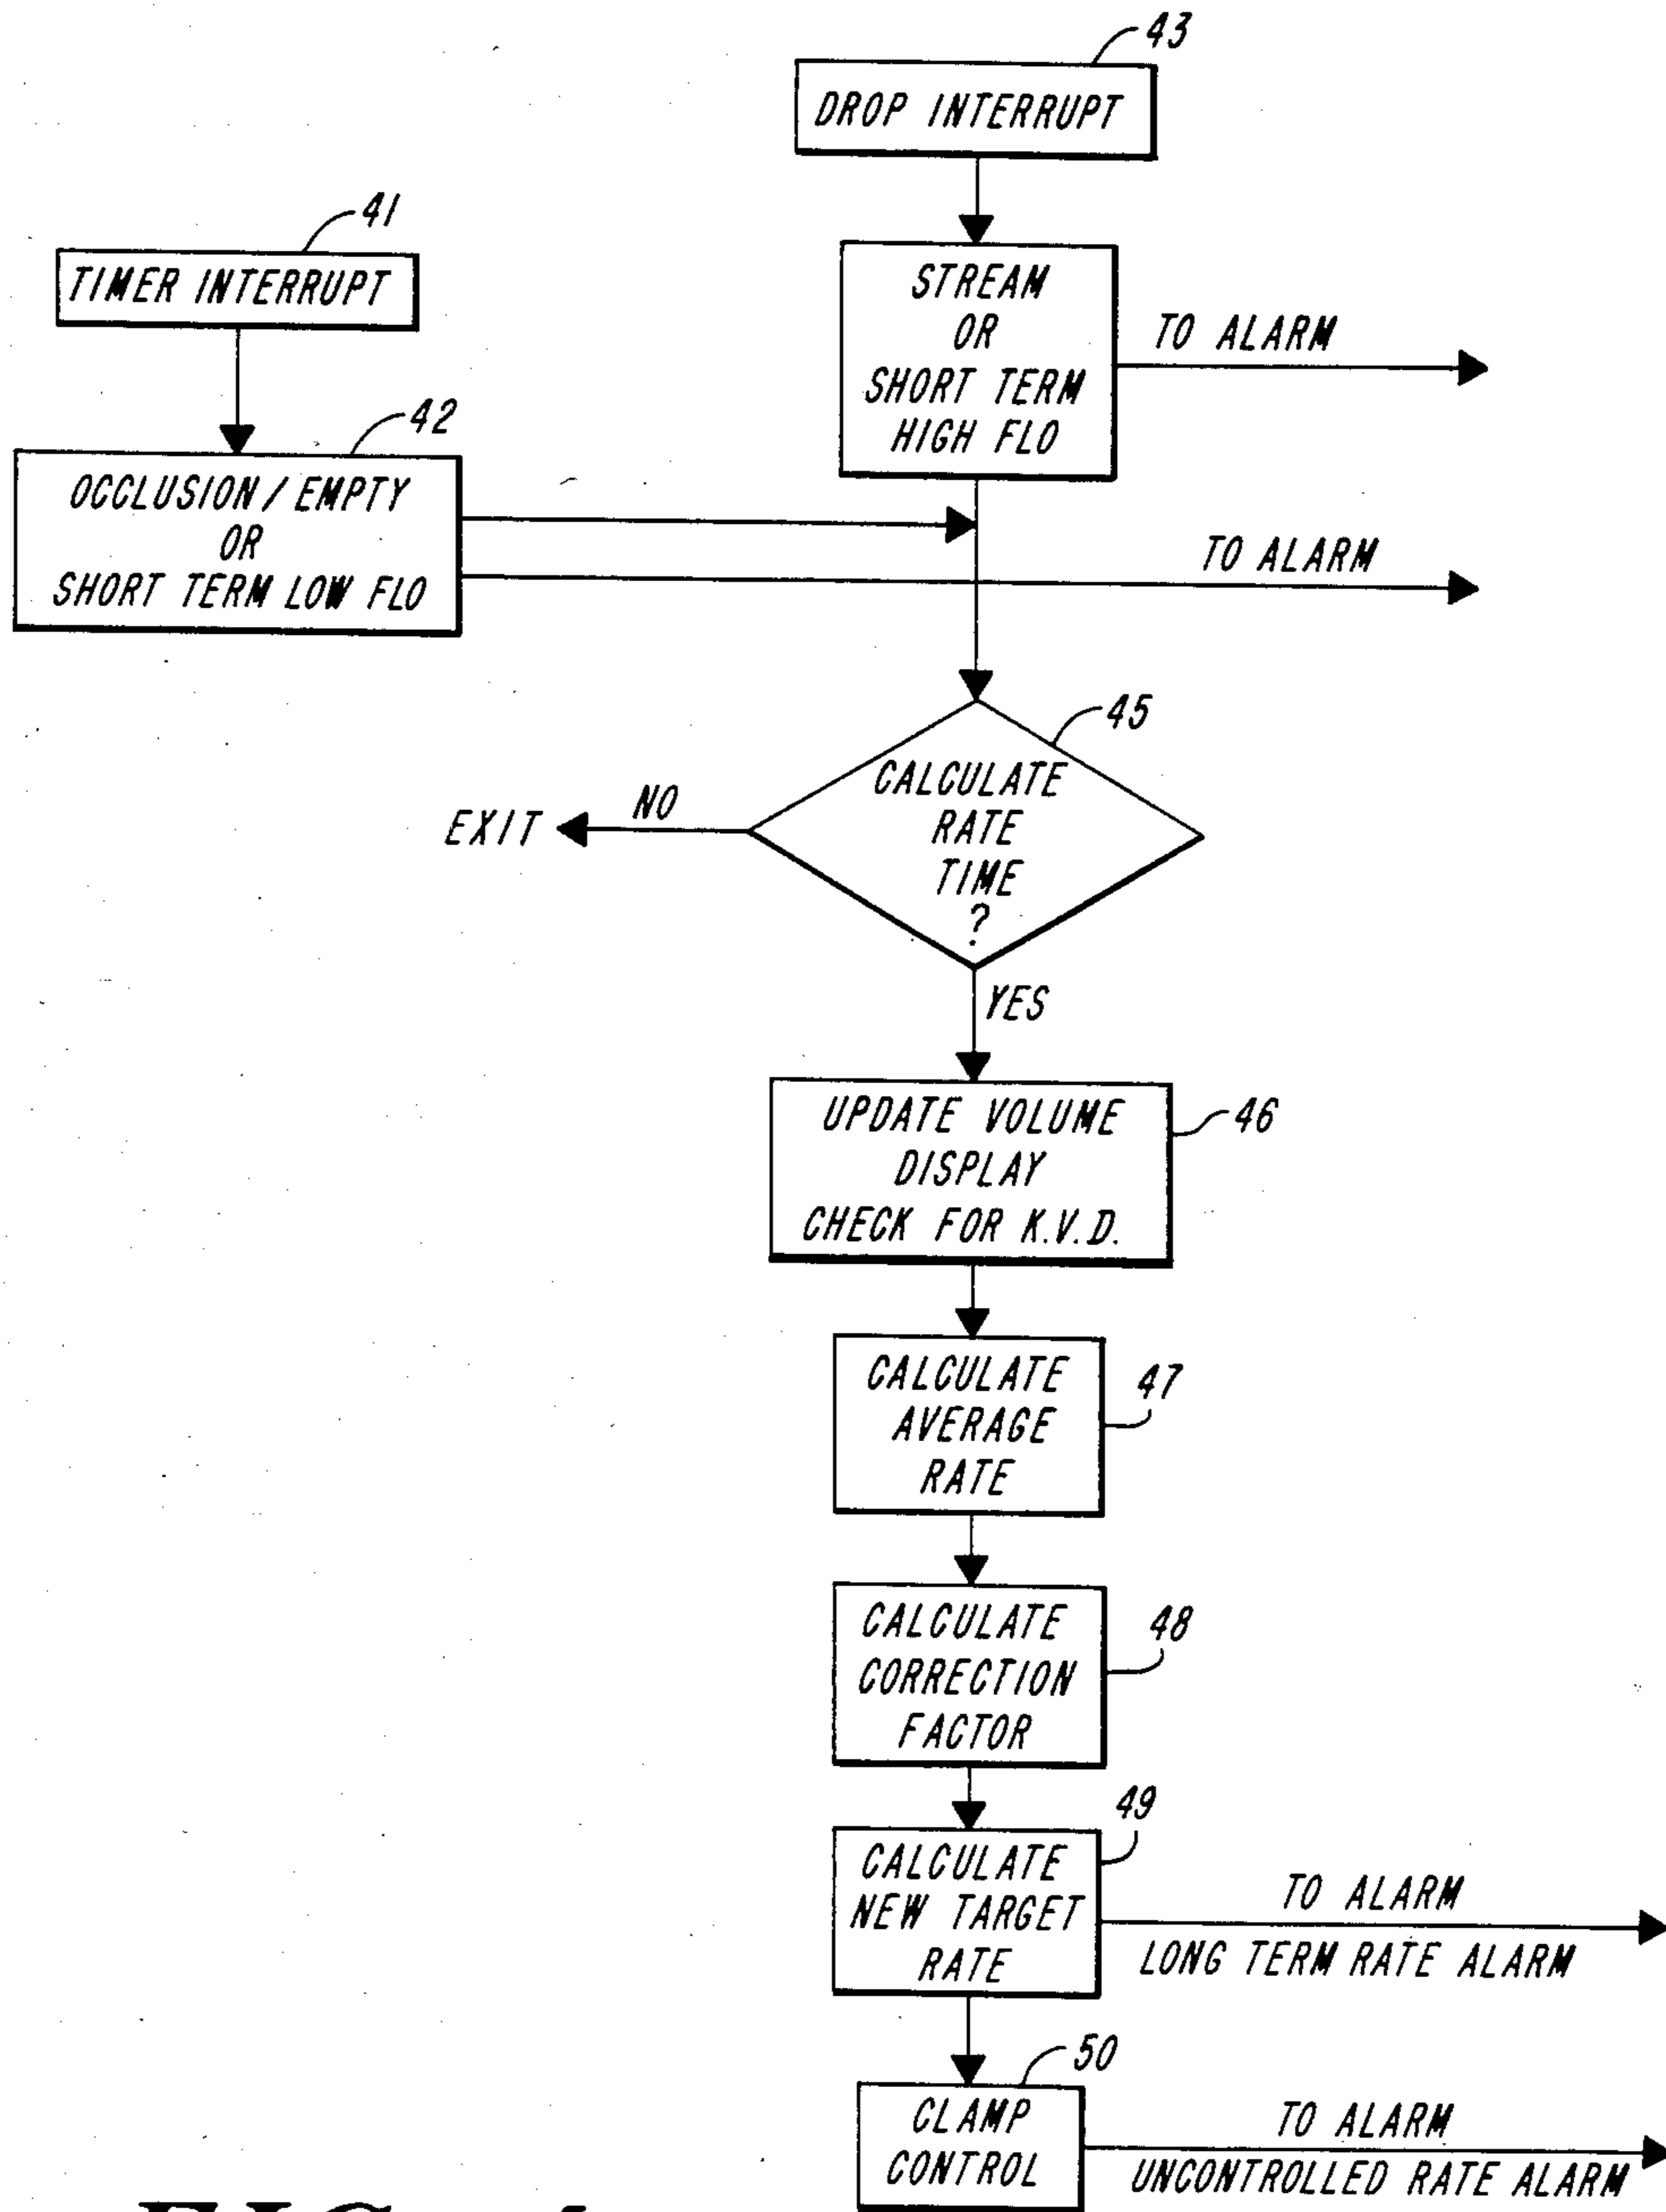 43
DROP INTERRUPT
41
TIMER INTERRUPT
STREAM
OR
SHORT TERM
HIGH FLO
TO ALARM
42
OCCLUSION / EMPTY
OR
SHORT TERM LOW FLO
TO ALARM
45
CALCULATE
RATE
TIME
?
NO
EXIT
YES
UPDATE VOLUME
DISPLAY
CHECK FOR K.V.D.
46
CALCULATE
AVERAGE
RATE
47
CALCULATE
CORRECTION
FACTOR
48
49
CALCULATE
NEW TARGET
RATE
TO ALARM
LONG TERM RATE ALARM
50
CLAMP
CONTROL
TO ALARM
UNCONTROLLED RATE ALARM